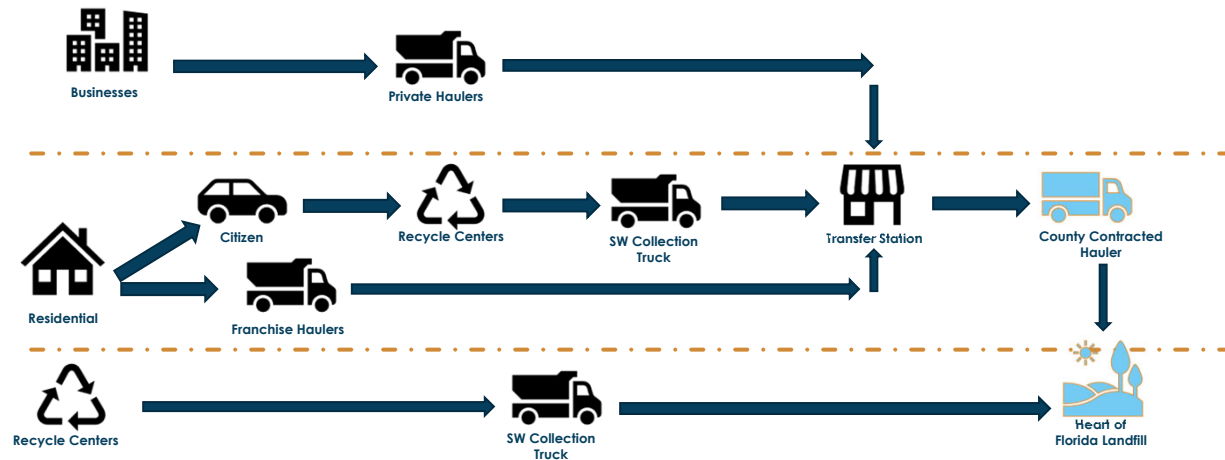 Businesses
Private Haulers
Citizen
Recycle Centers
SW Collection
Truck
Transfer Station
County Contracted
Hauler
Residential
Franchise Haulers
Recycle Centers
SW Collection
Truck
Heart of
Florida Landfill